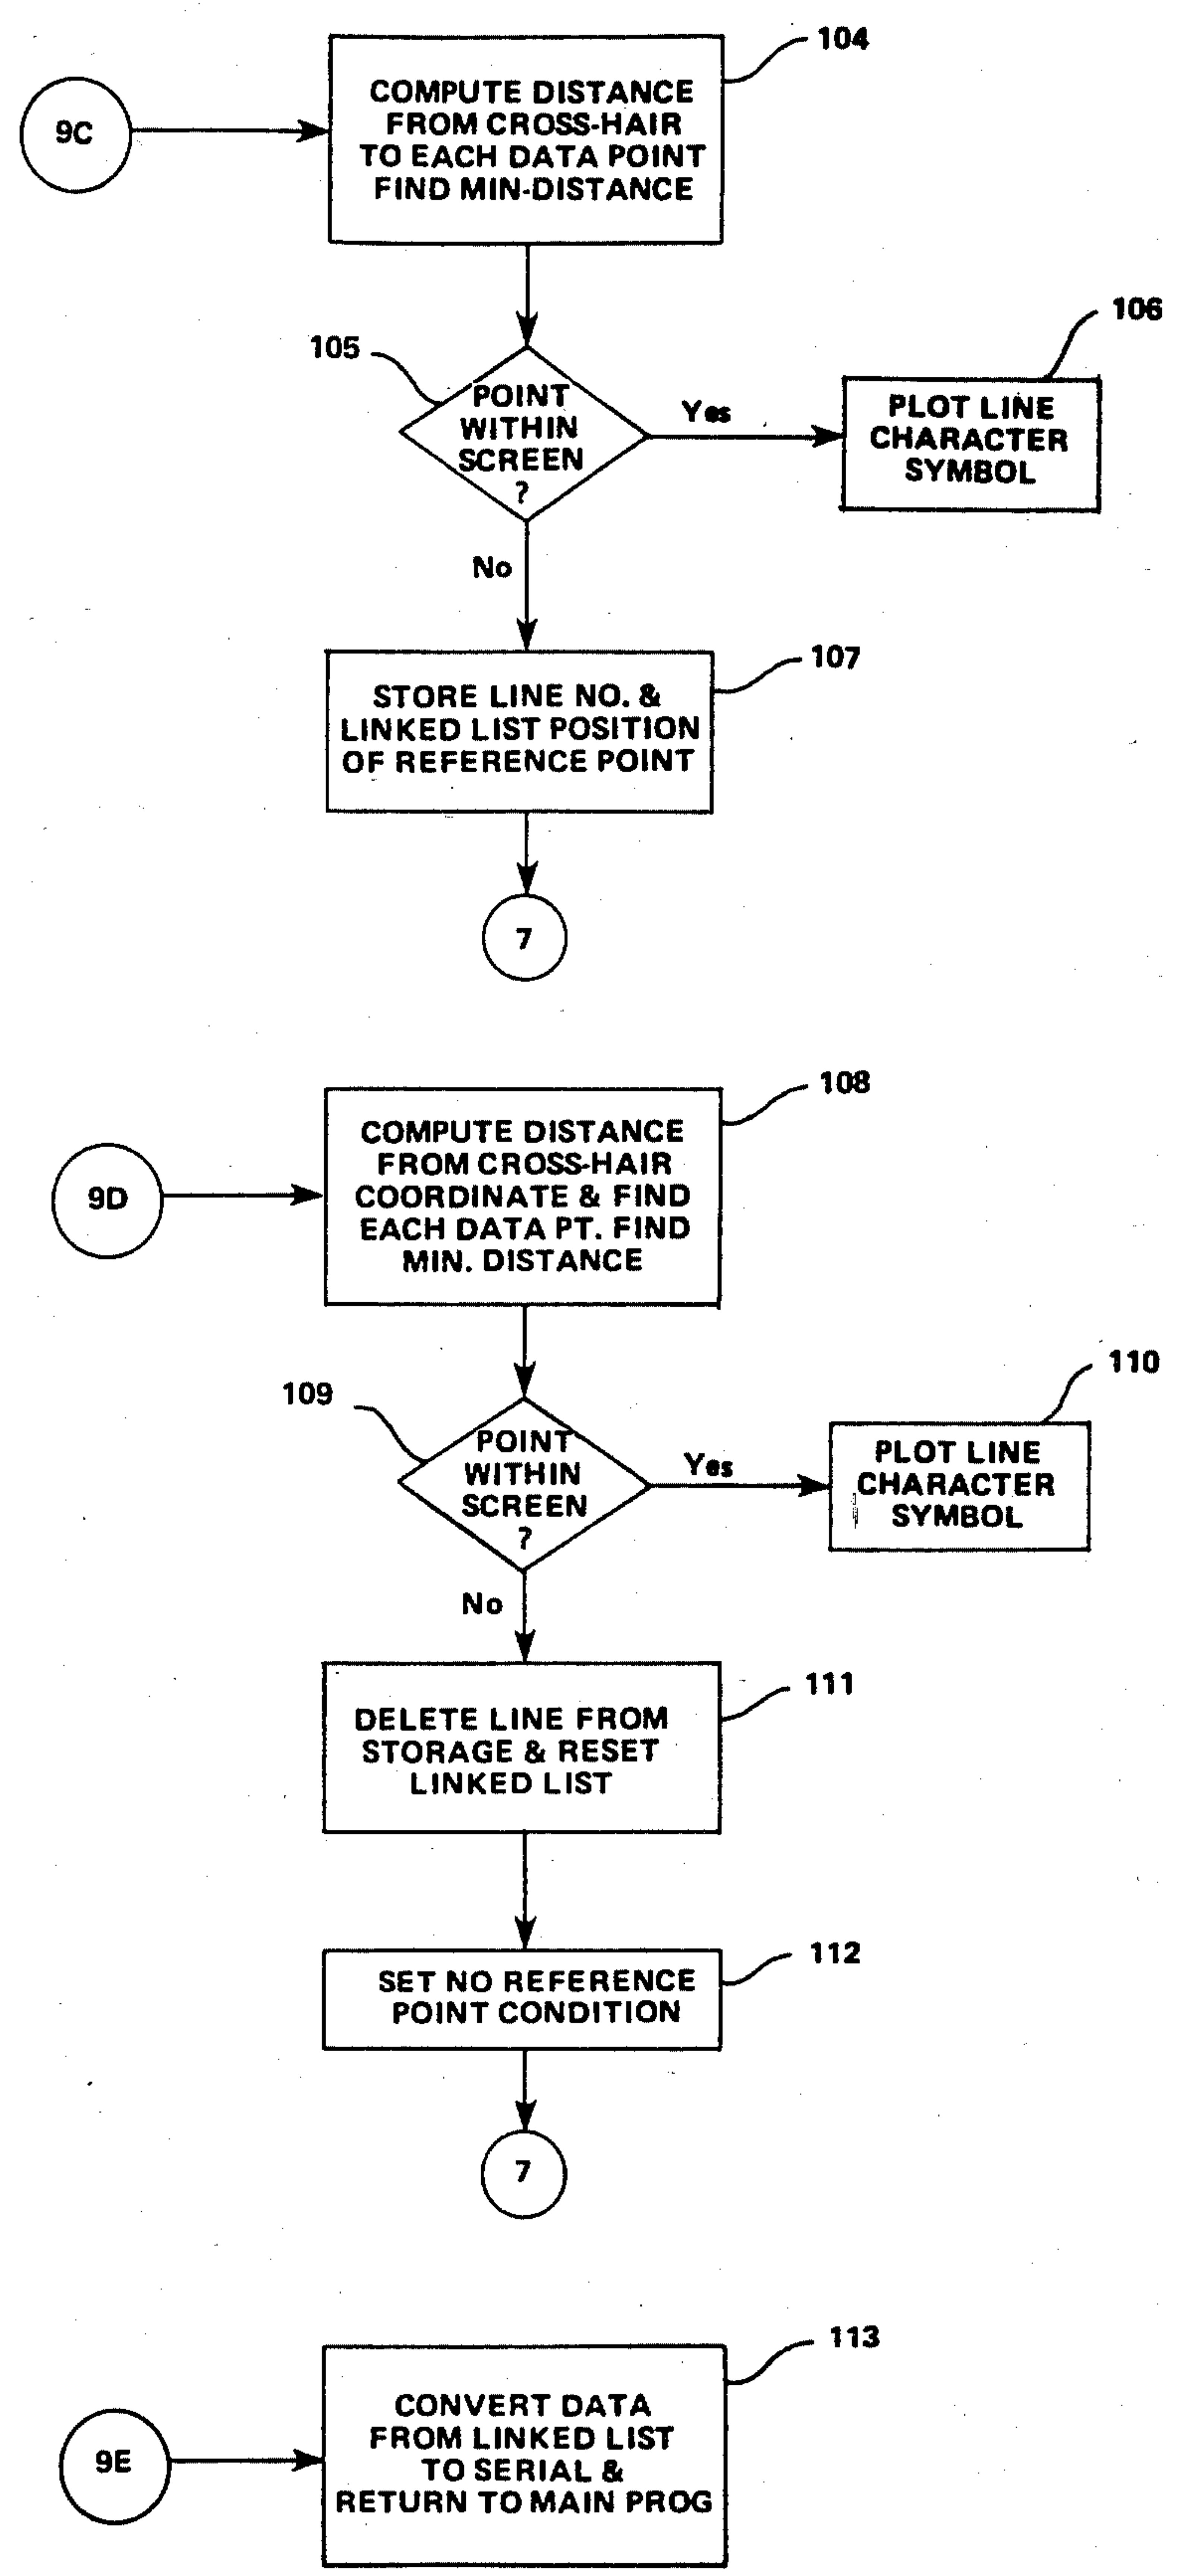 104
9C
COMPUTE DISTANCE
FROM CROSS-HAIR
TO EACH DATA POINT
FIND MIN-DISTANCE
106
105
POINT
WITHIN
SCREEN
?
Yes
PLOT LINE
CHARACTER
SYMBOL
No
107
STORE LINE NO. &
LINKED LIST POSITION
OF REFERENCE POINT
7
108
9D
COMPUTE DISTANCE
FROM CROSS-HAIR
COORDINATE & FIND
EACH DATA PT. FIND
MIN. DISTANCE
110
109
POINT
WITHIN
SCREEN
?
Yes
PLOT LINE
CHARACTER
SYMBOL
No
111
DELETE LINE FROM
STORAGE & RESET
LINKED LIST
112
SET NO REFERENCE
POINT CONDITION
7
113
9E
CONVERT DATA
FROM LINKED LIST
TO SERIAL &
RETURN TO MAIN PROG